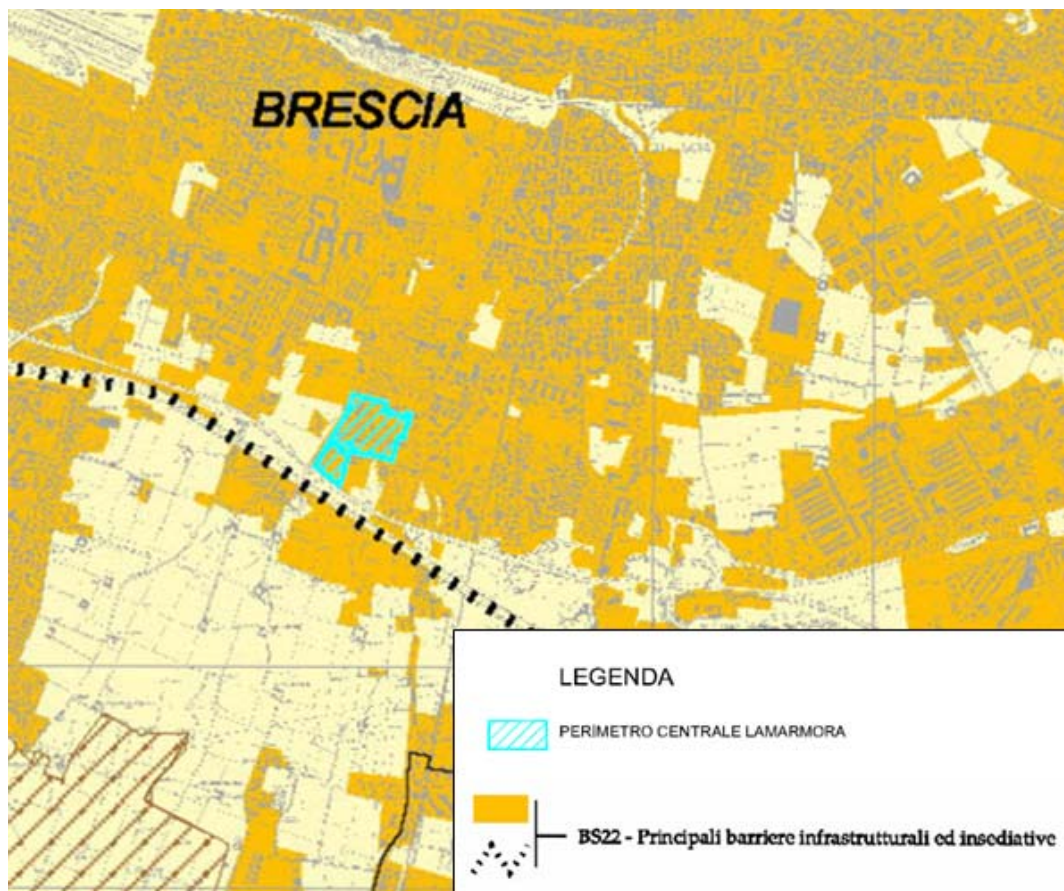 BRESCIA
LEGENDA
PERIMETRO CENTRALE LAMARMORA
BS22 - Principali barriere infrastrutturali ed insediative